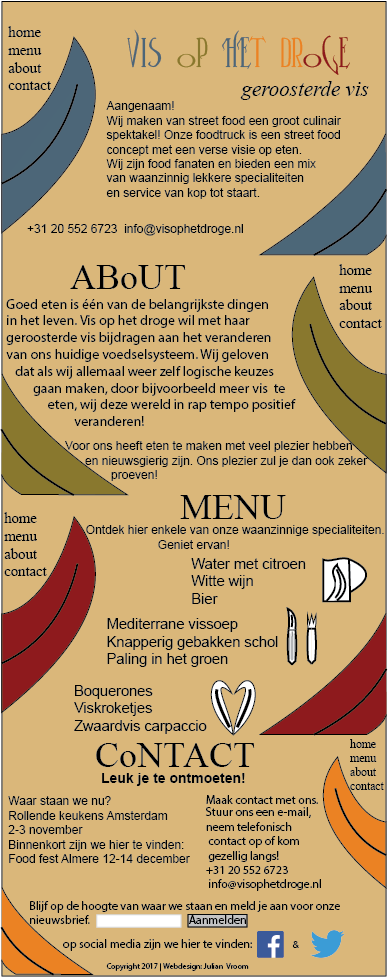 home
menu
about
contact
VIS OP HET DROGE
geroosterde vis
Aangenaam!
Wij maken van street food een groot culinair
spektakel! Onze foodtruck is een street food
concept met een verse visie op eten.
Wij zijn food fanaten en bieden een mix
van waanzinnig lekkere specialiteiten
en service van kop tot staart.
+31 20 552 6723 info@visophetdroge.nl
ABoUT
home
menu
about
contact
Goed eten is één van de belangrijkste dingen
in het leven. Vis op het droge wil met haar
geroosterde vis bijdragen aan het veranderen
van ons huidige voedselsysteem. Wij geloven
dat als wij allemaal weer zelf logische keuzes
gaan maken, door bijvoorbeeld meer vis te
eten, wij deze wereld in rap tempo positief
veranderen!
Voor ons heeft eten te maken met veel plezier hebben
en nieuwsgierig zijn. Ons plezier zul je dan ook zeker
proeven!
MENU
home
menu
about
contact
Ontdek hier enkele van onze waanzinnige specialiteiten.
Geniet ervan!
Water met citroen
Witte wijn
Bier
Mediterrane vissoep
Knapperig gebakken schol
Paling in het groen
Boquerones
Viskroketjes
Zwaardvis carpaccio
CoNTACT
home
menu
about
contact
Leuk je te ontmoeten!
Waar staan we nu?
Rollende keukens Amsterdam
2-3 november
Binnenkort zijn we hier te vinden:
Food fest Almere 12-14 december
Maak contact met ons.
Stuur ons een e-mail,
neem telefonisch
contact op of kom
gezellig langs!
+31 20 552 6723
info@visophetdroge.nl
Blijf op de hoogte van waar we staan en meld je aan voor onze
nieuwsbrief. Aanmelden
op social media zijn we hier te vinden: f &
Copyright 2017 | Webdesign: Julian Vroom